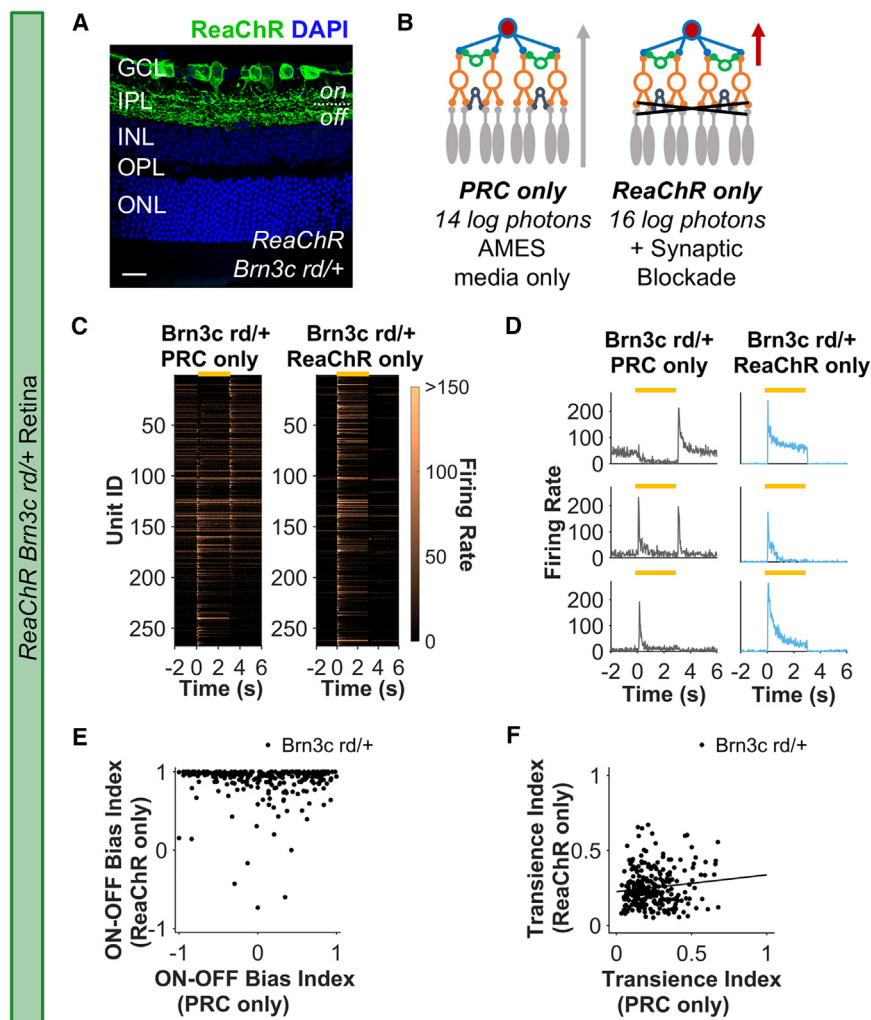 ReaChR Brn3c rd/+ Retina
A
ReaChR DAPI
GCL
IPL
on
off
INL
OPL
ONL
ReaChR
Brn3c rd/+
B
PRC only
14 log photons
AMES
media only
ReaChR only
16 log photons
+ Synaptic
Blockade
C
Brn3c rd/+
PRC only
Brn3c rd/+
ReaChR only
Unit ID
50
100
150
200
250
-2 0 2 4 6
Time (s)
50
100
150
200
250
-2 0 2 4 6
Time (s)
>150
100
50
0
Firing Rate
D
Brn3c rd/+
PRC only
Brn3c rd/+
ReaChR only
Firing Rate
200
100
0
200
100
0
200
100
0
-2 0 2 4 6
Time (s)
-2 0 2 4 6
Time (s)
E
Brn3c rd/+
ON-OFF Bias Index
(ReaChR only)
1
0
-1
-1 0 1
ON-OFF Bias Index
(PRC only)
F
Brn3c rd/+
Transience Index
(ReaChR only)
1
0.5
0
0 0.5 1
Transience Index
(PRC only)